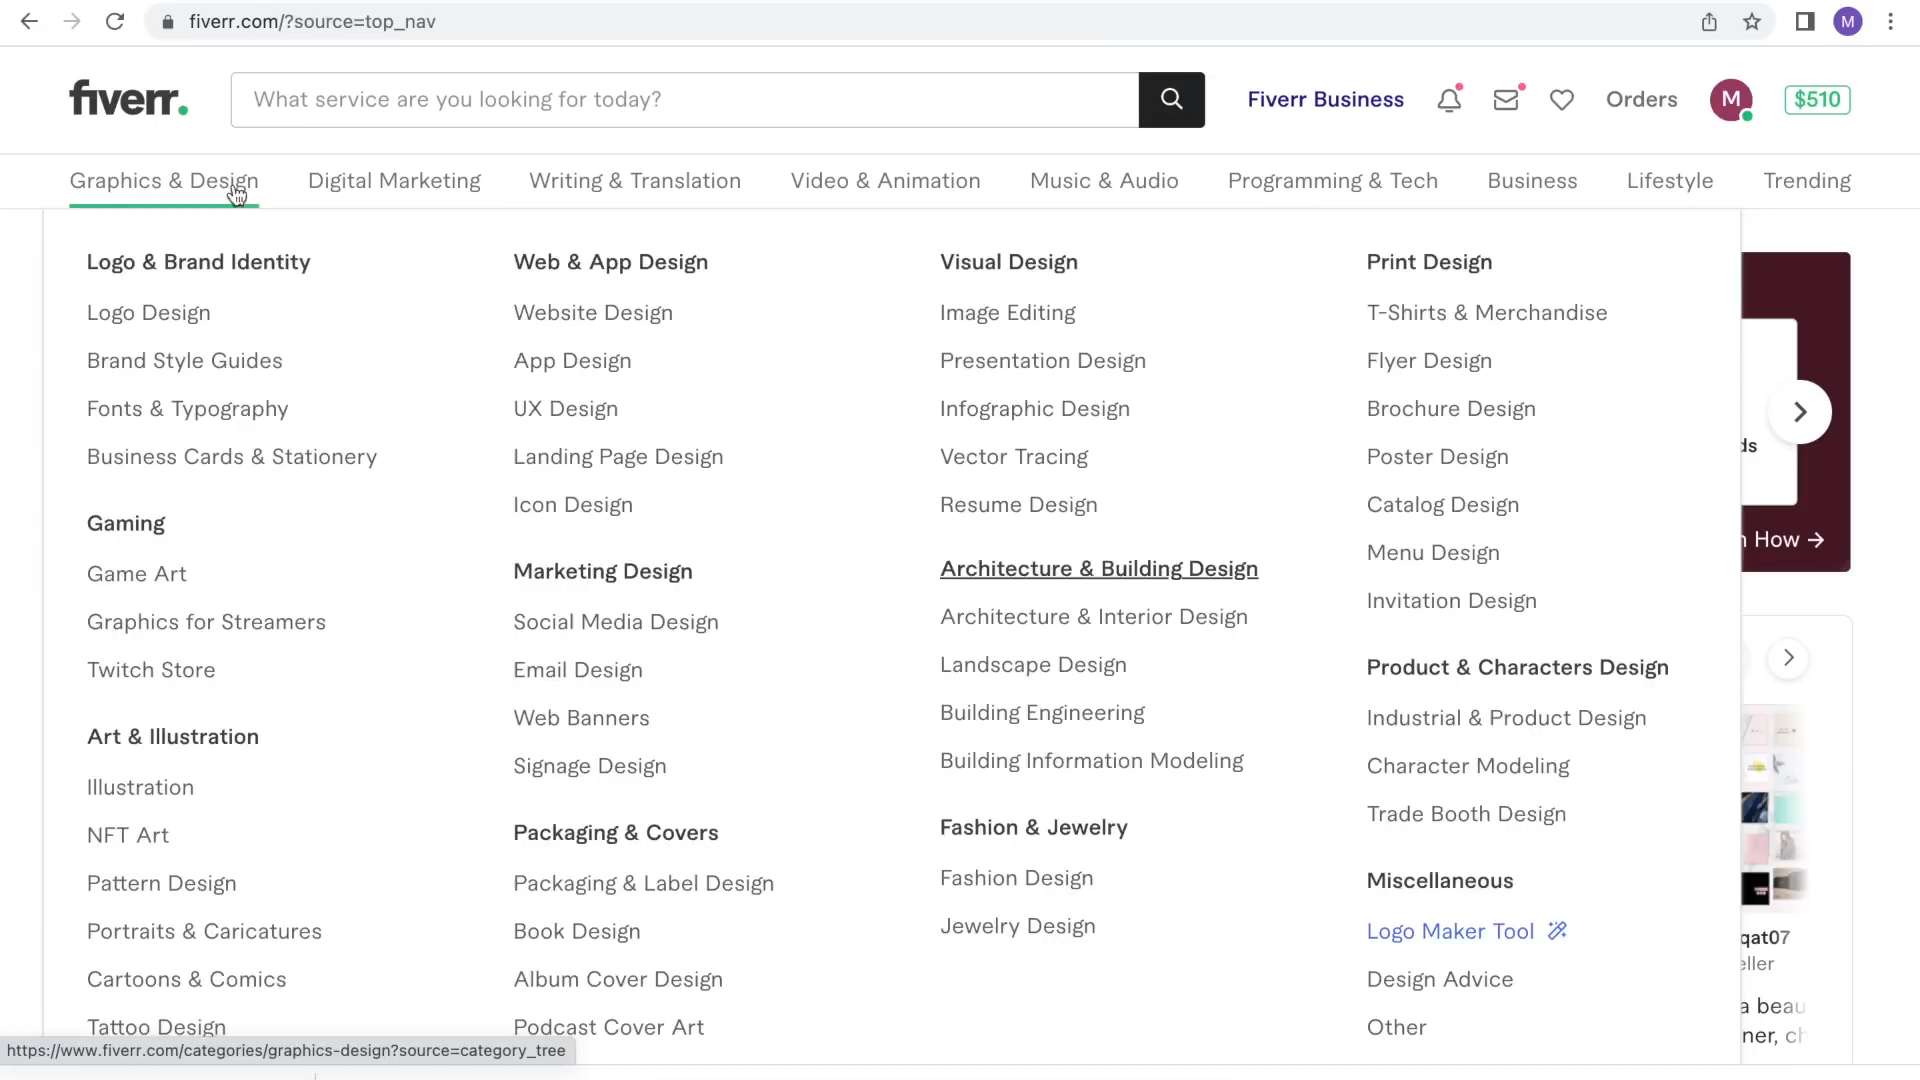 fiverr.com/?source=top_nav
M
fiverr.
What service are you looking for today?
Fiverr Business
Orders
M
$510
Graphics & Design
Digital Marketing
Writing & Translation
Video & Animation
Music & Audio
Programming & Tech
Business
Lifestyle
Trending
Logo & Brand Identity
Logo Design
Brand Style Guides
Fonts & Typography
Business Cards & Stationery
Gaming
Game Art
Graphics for Streamers
Twitch Store
Art & Illustration
Illustration
NFT Art
Pattern Design
Portraits & Caricatures
Cartoons & Comics
Tattoo Design
Web & App Design
Website Design
App Design
UX Design
Landing Page Design
Icon Design
Marketing Design
Social Media Design
Email Design
Web Banners
Signage Design
Packaging & Covers
Packaging & Label Design
Book Design
Album Cover Design
Podcast Cover Art
Visual Design
Image Editing
Presentation Design
Infographic Design
Vector Tracing
Resume Design
Architecture & Building Design
Architecture & Interior Design
Landscape Design
Building Engineering
Building Information Modeling
Fashion & Jewelry
Fashion Design
Jewelry Design
Print Design
T-Shirts & Merchandise
Flyer Design
Brochure Design
Poster Design
Catalog Design
Menu Design
Invitation Design
Product & Characters Design
Industrial & Product Design
Character Modeling
Trade Booth Design
Miscellaneous
Logo Maker Tool
Design Advice
Other
ds
n How →
qat07
eller
a beau
ner, ch
https://www.fiverr.com/categories/graphics-design?source=category_tree